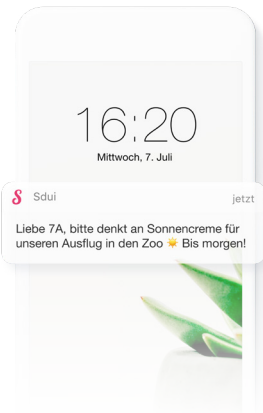 16:20
Mittwoch, 7. Juli
Sdui jetzt
Liebe 7A, bitte denkt an Sonnencreme für
unseren Ausflug in den Zoo ☀️ Bis morgen!